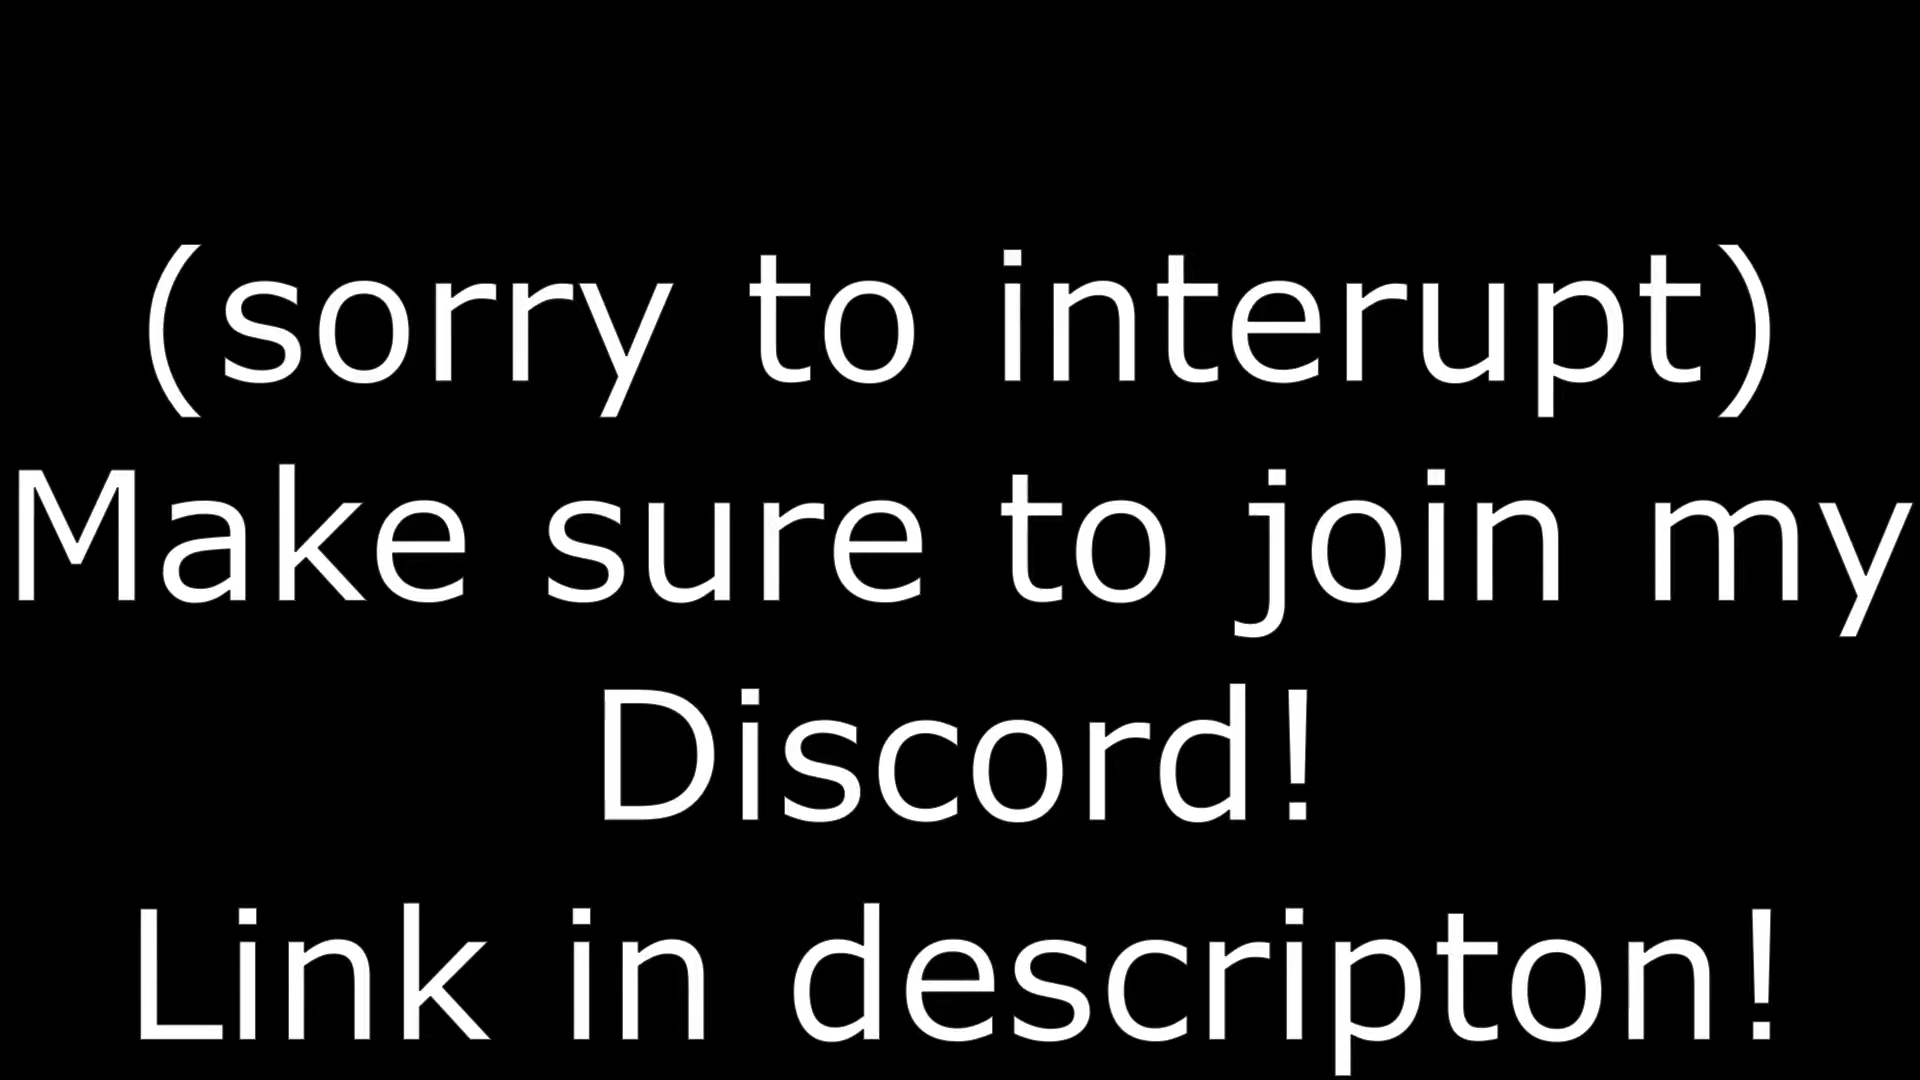 (sorry to interupt)
Make sure to join my
Discord!
Link in descripton!